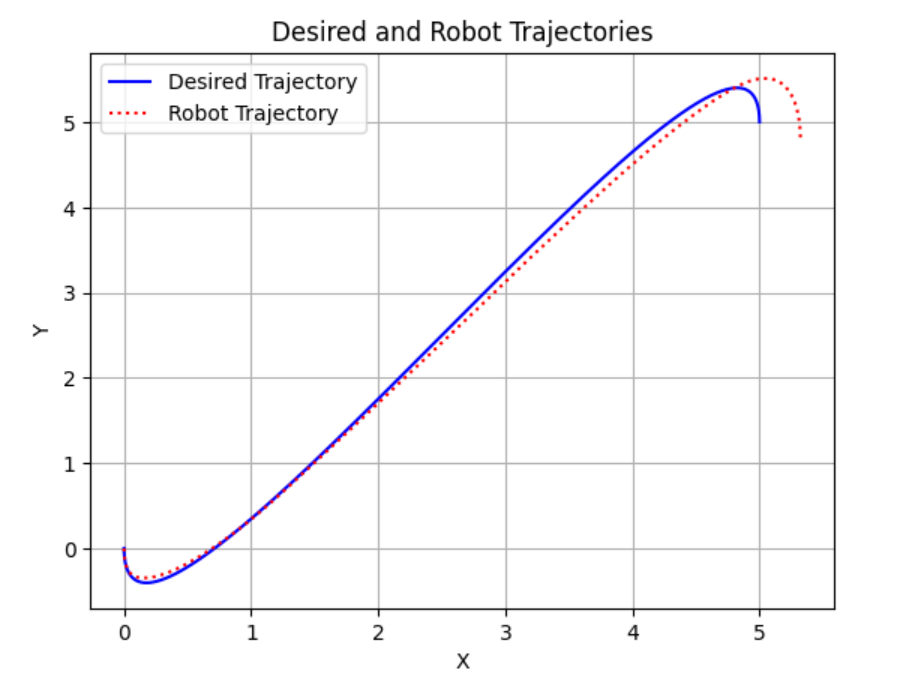 Desired and Robot Trajectories
Desired Trajectory
Robot Trajectory
5
4
3
2
1
0
Y
0 1 2 3 4 5
X